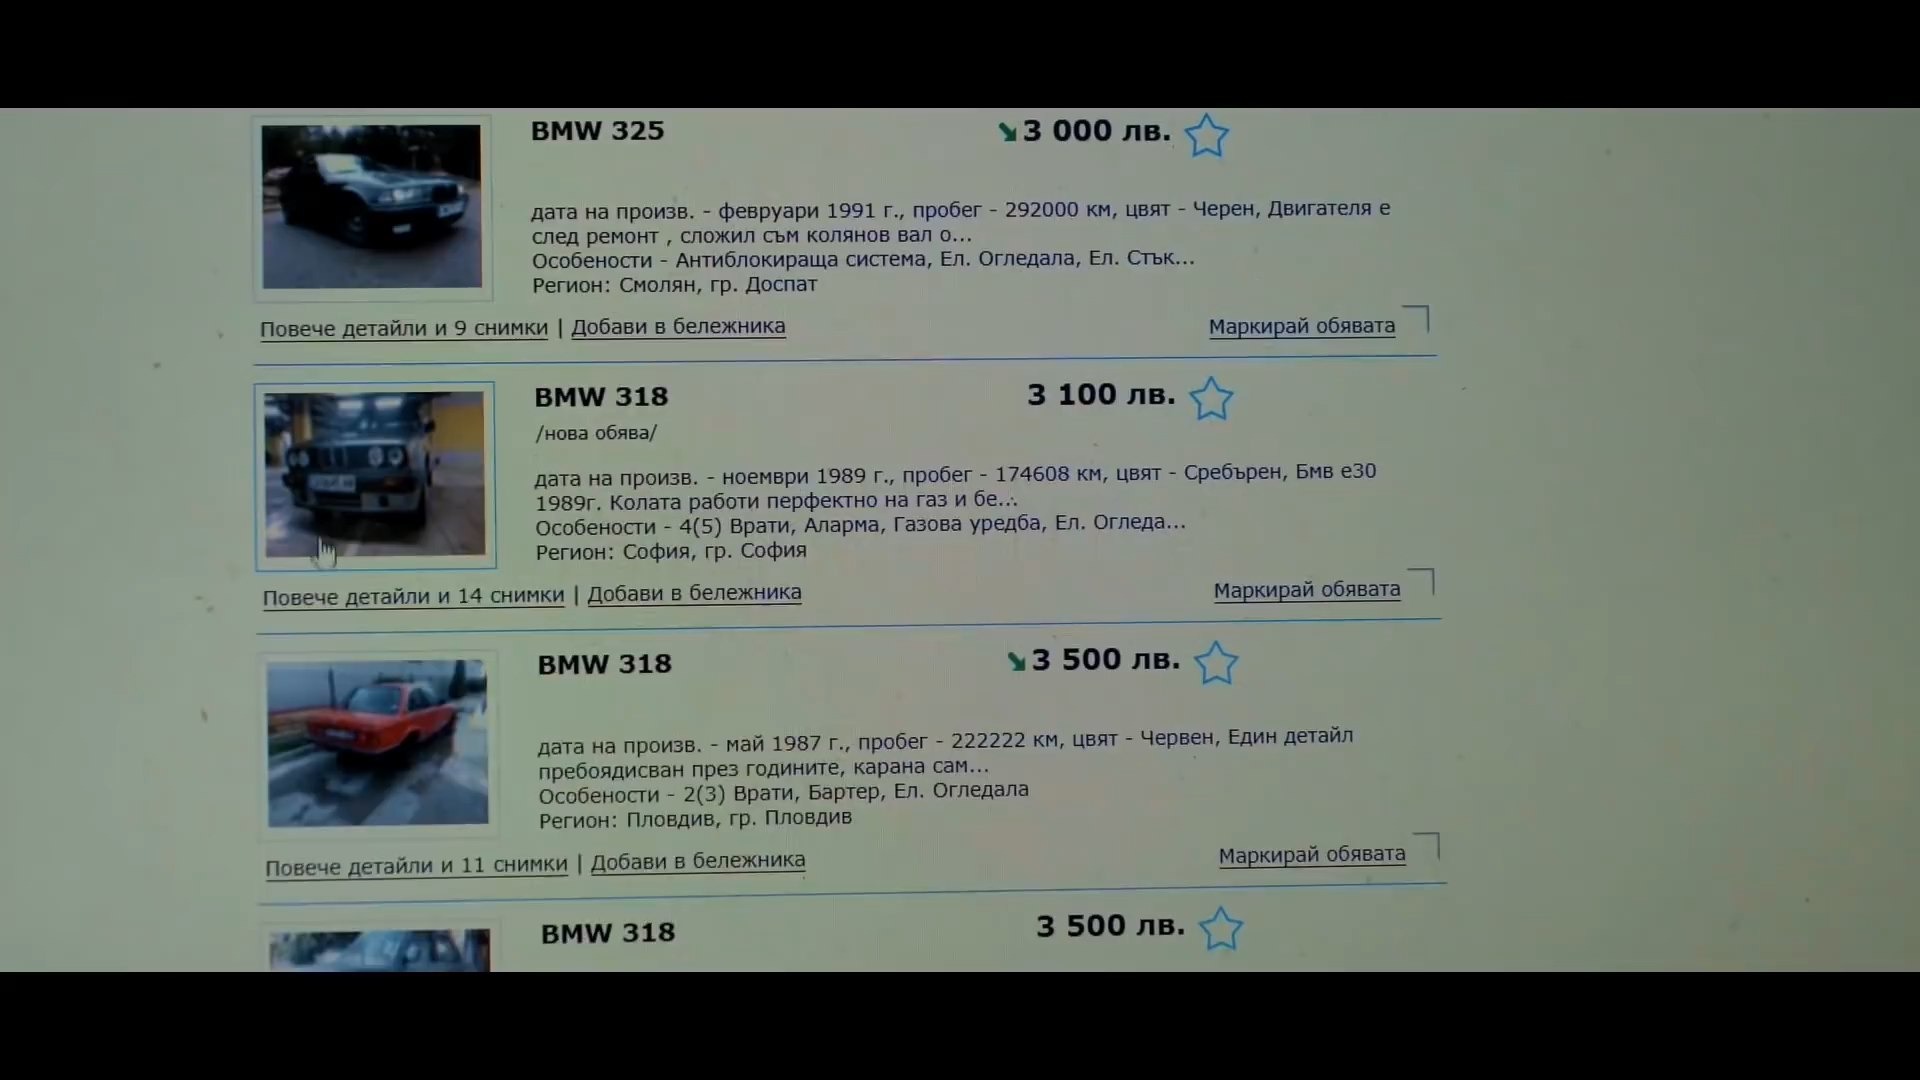 BMW 325
3 000 лв.
дата на произв. - февруари 1991 г., пробег - 292000 км, цвят - Черен, Двигателя е
след ремонт , сложил съм колянов вал о...
Особености - Антиблокираща система, Ел. Огледала, Ел. Стък...
Регион: Смолян, гр. Доспат
Повече детайли и 9 снимки | Добави в бележника
Маркирай обявата
BMW 318
3 100 лв.
/нова обява/
дата на произв. - ноември 1989 г., пробег - 174608 км, цвят - Сребърен, Бмв е30
1989г. Колата работи перфектно на газ и бе...
Особености - 4(5) Врати, Аларма, Газова уредба, Ел. Огледа...
Регион: София, гр. София
Повече детайли и 14 снимки | Добави в бележника
Маркирай обявата
BMW 318
3 500 лв.
дата на произв. - май 1987 г., пробег - 222222 км, цвят - Червен, Един детайл
пребоядисван през годините, карана сам...
Особености - 2(3) Врати, Бартер, Ел. Огледала
Регион: Пловдив, гр. Пловдив
Повече детайли и 11 снимки | Добави в бележника
Маркирай обявата
BMW 318
3 500 лв.